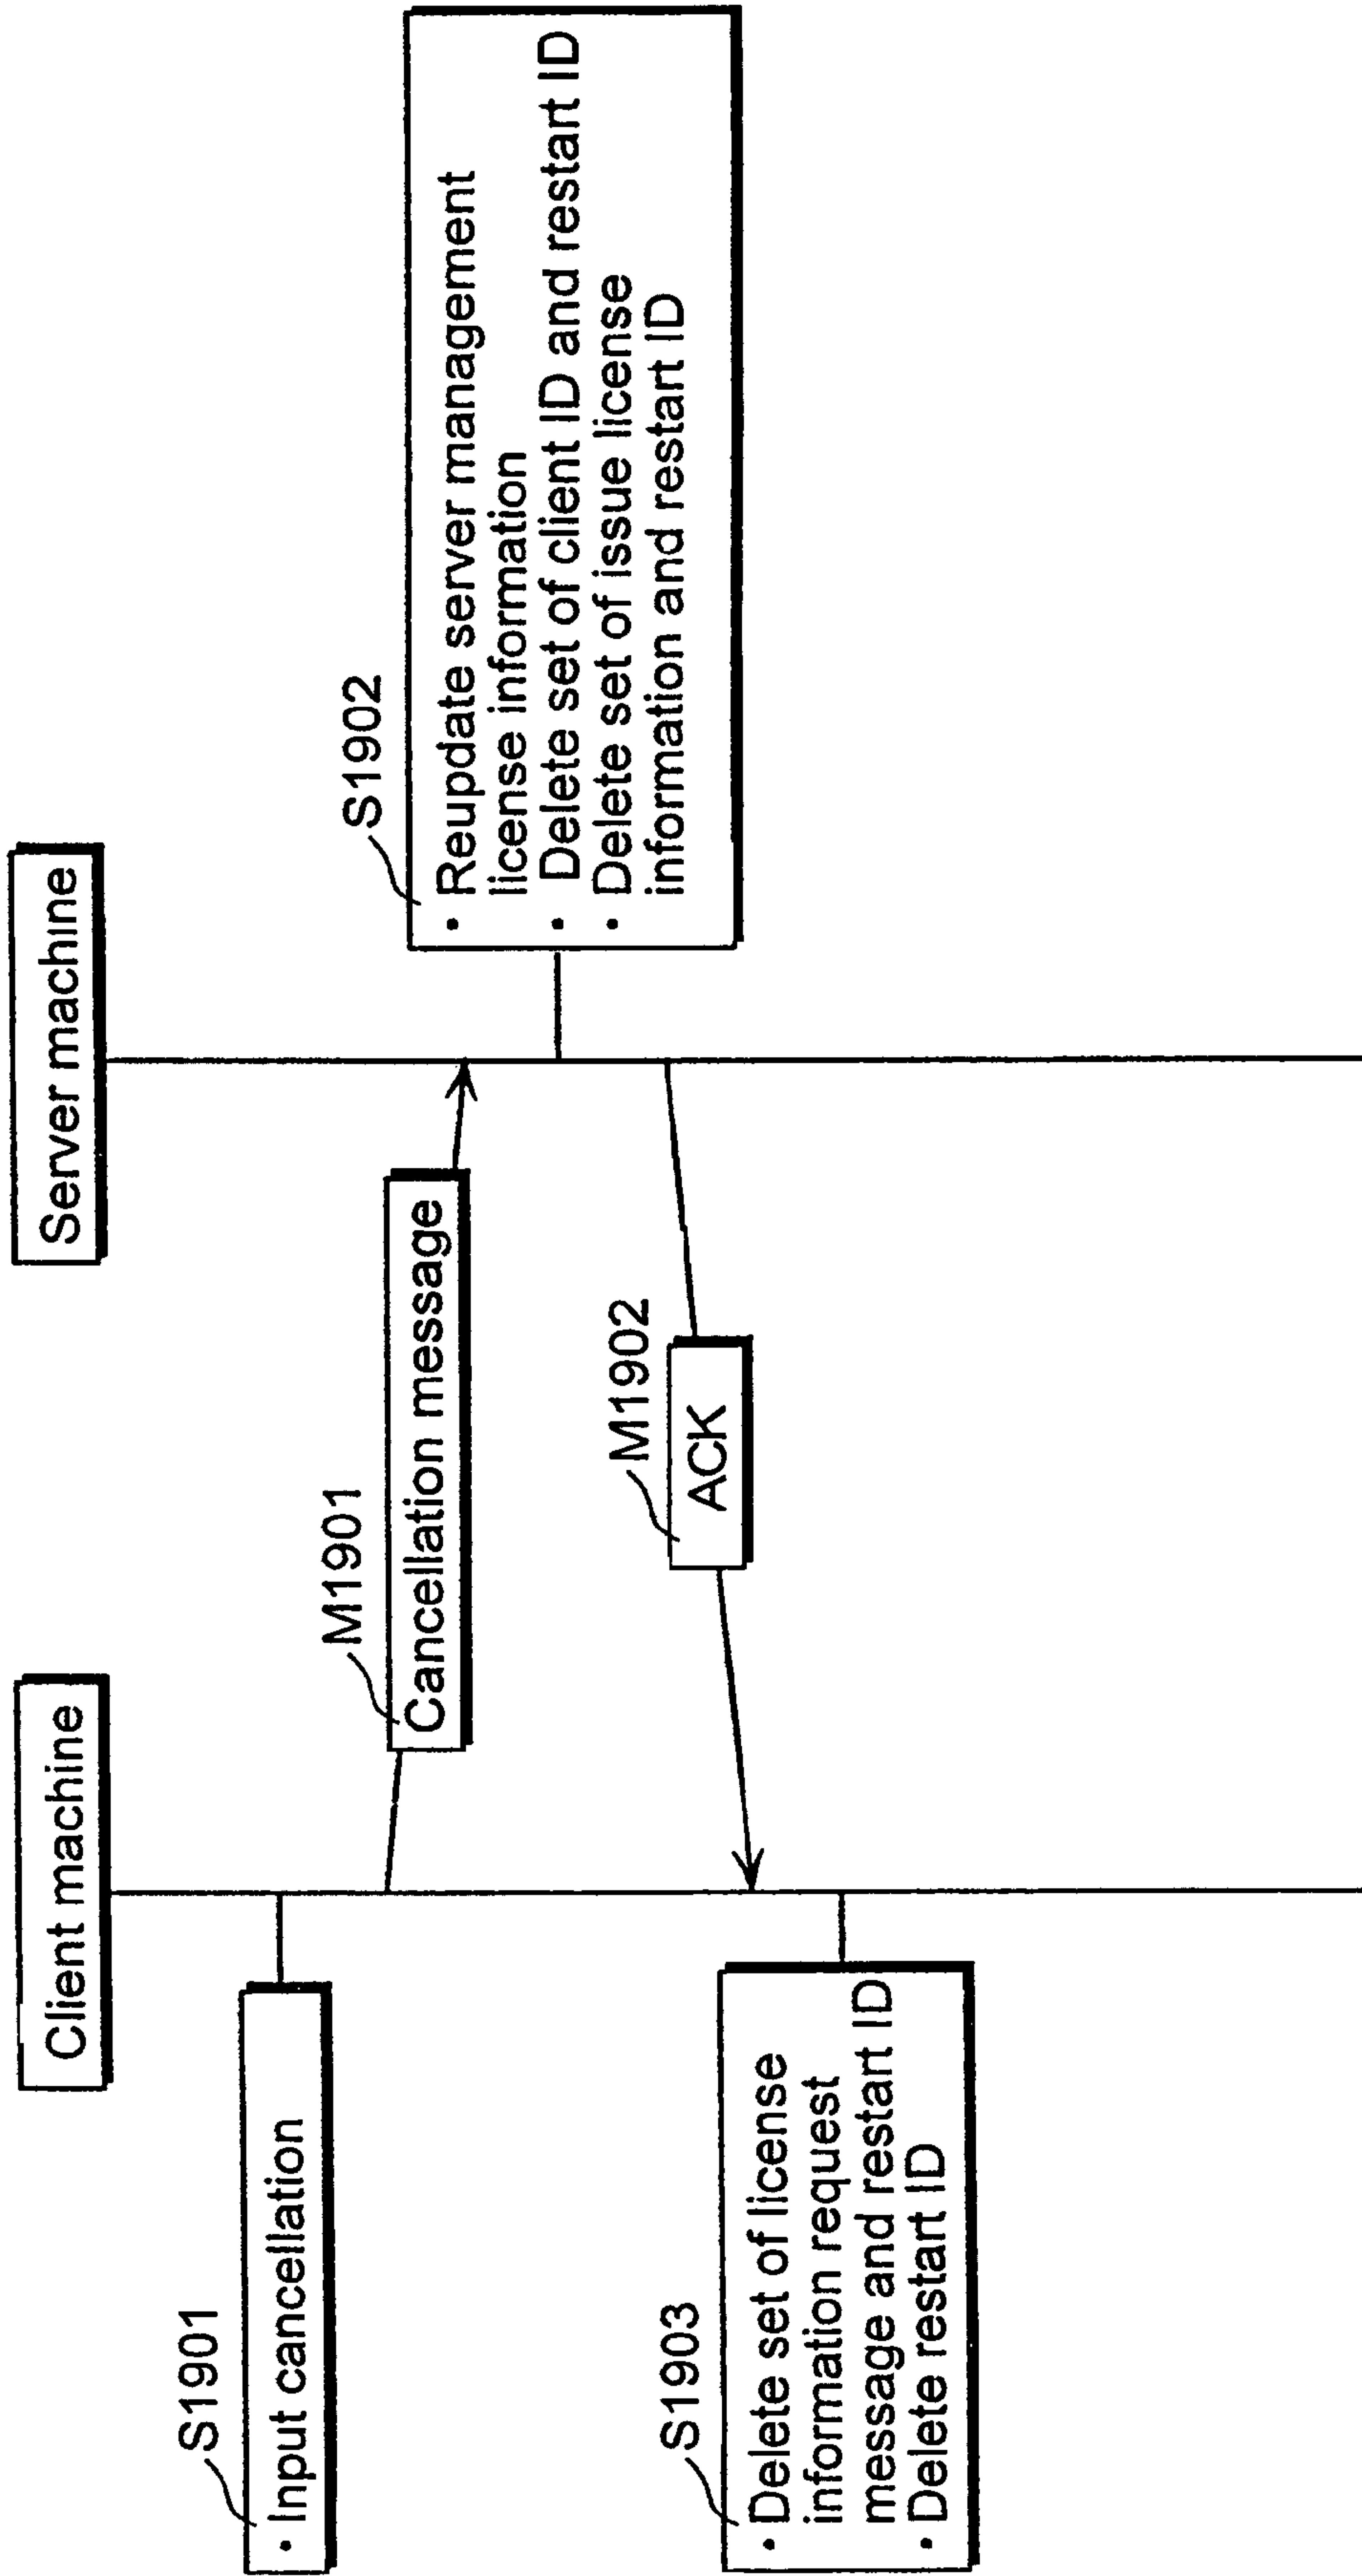 Client machine
Server machine
S1901
・Input cancellation
M1901
Cancellation message
S1902
・Reupdate server management
license information
・Delete set of client ID and restart ID
・Delete set of issue license
information and restart ID
M1902
ACK
S1903
・Delete set of license
information request
message and restart ID
・Delete restart ID